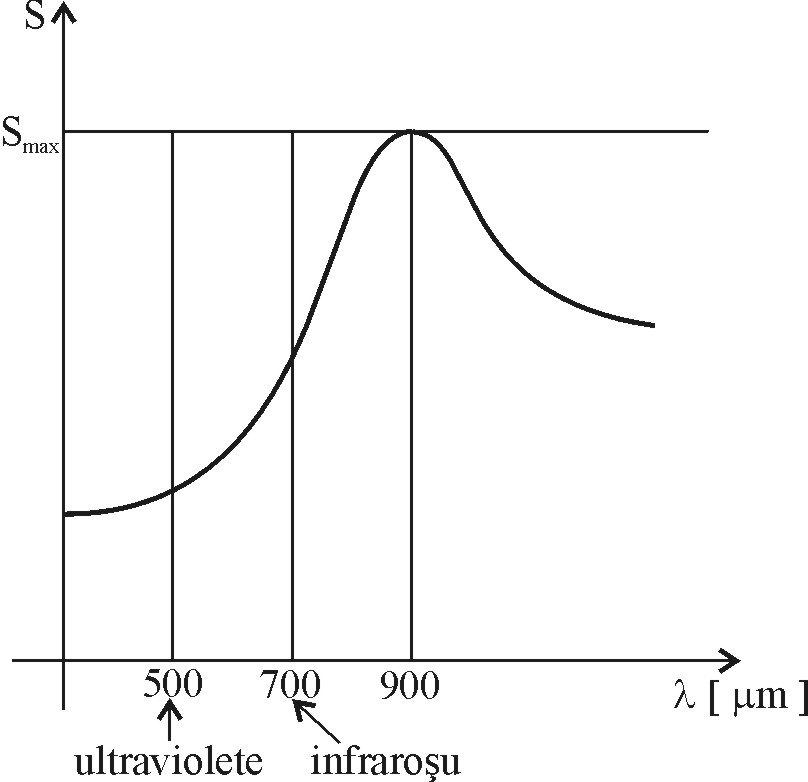 S
Smax
500 700 900
λ [ μm ]
ultraviolete infraroşu